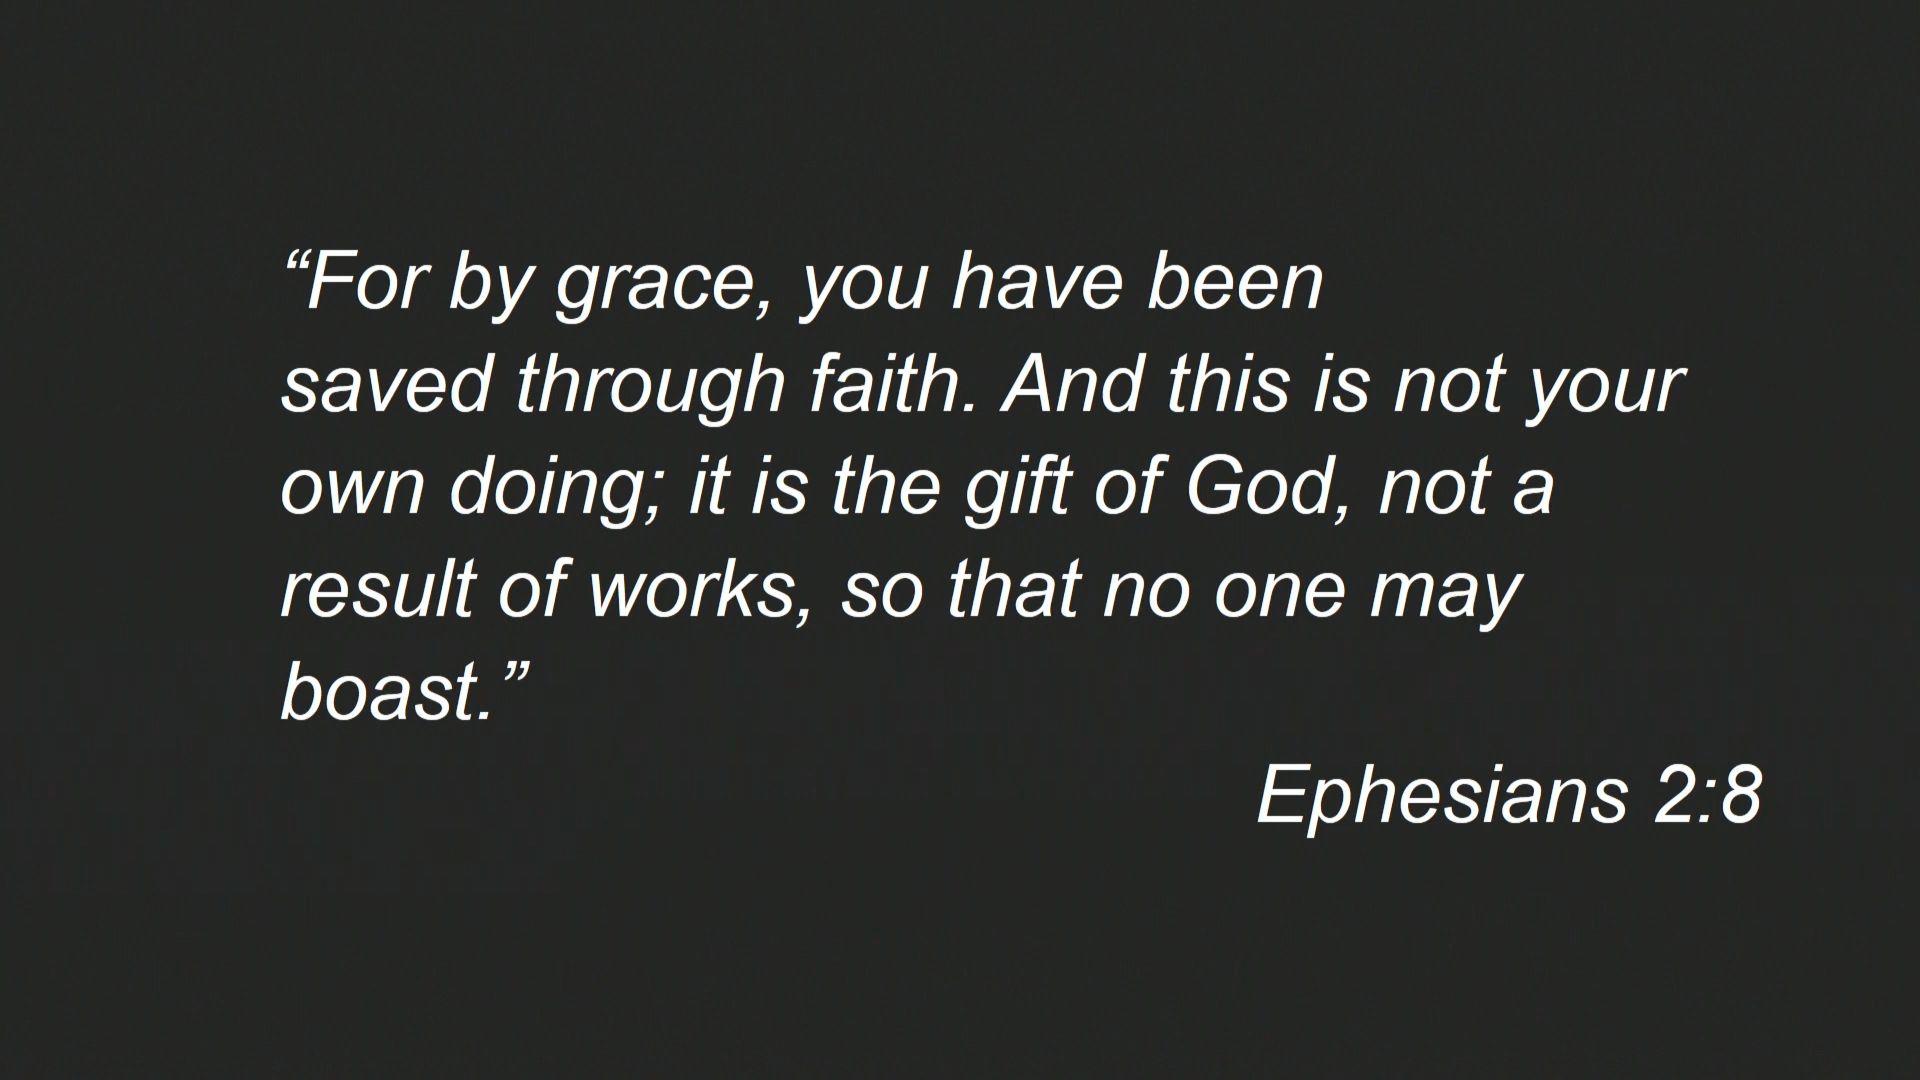 “For by grace, you have been
saved through faith. And this is not your
own doing; it is the gift of God, not a
result of works, so that no one may
boast.”
Ephesians 2:8